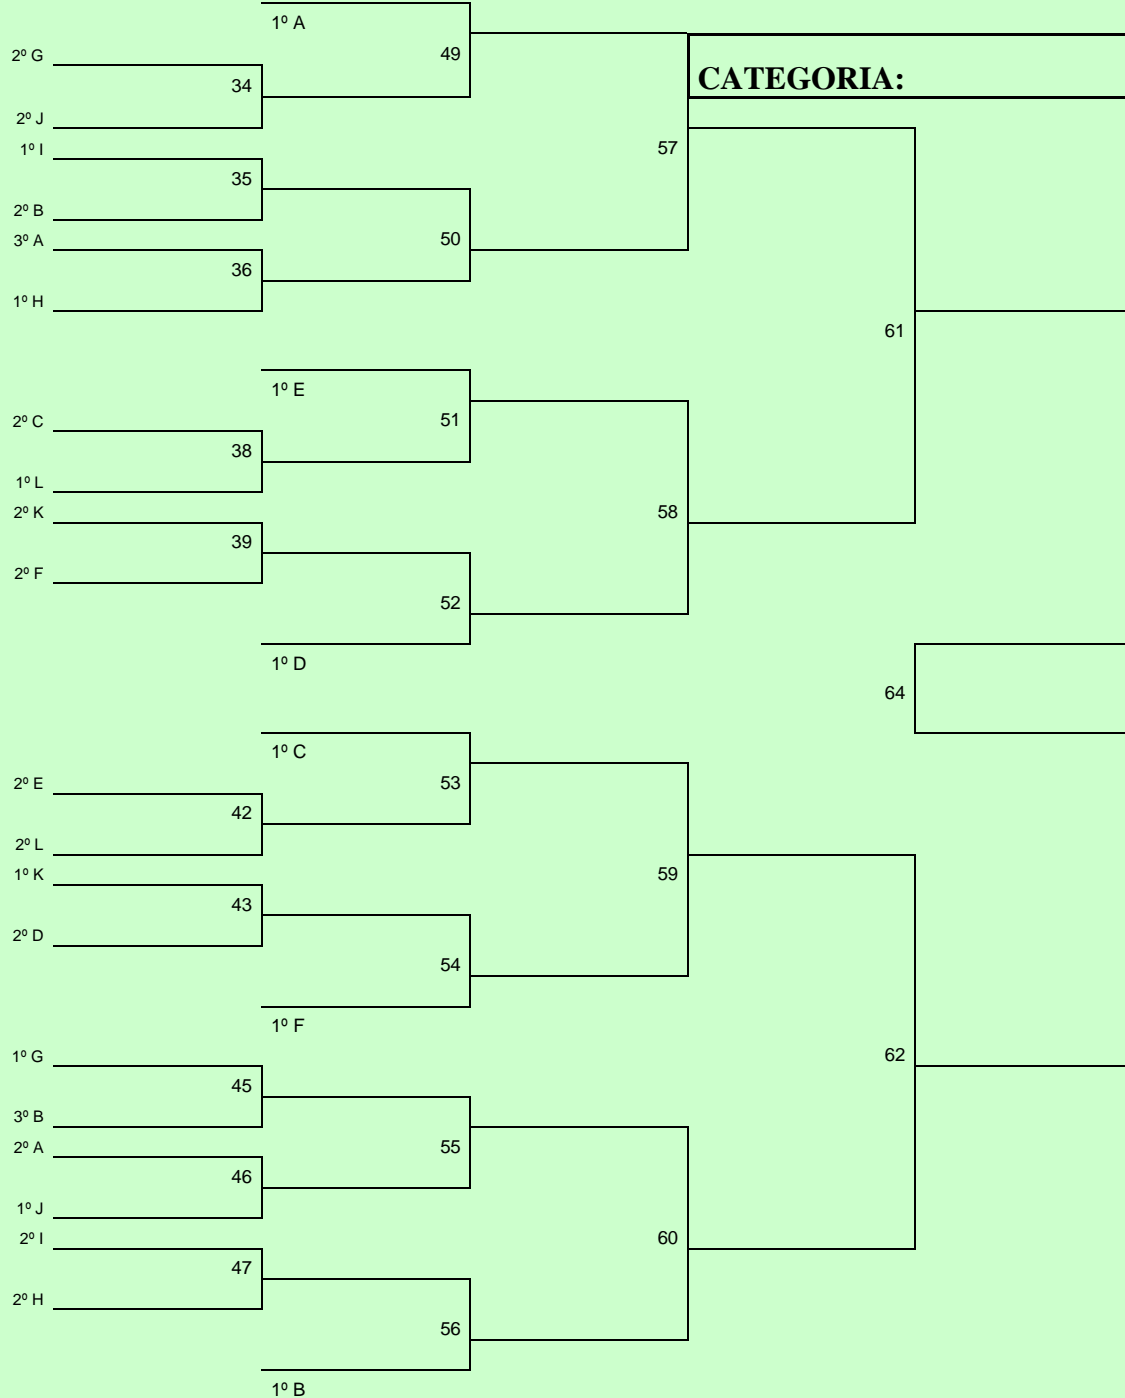 1º A
49
2º G
34
CATEGORIA:
2º J
1º I
57
35
2º B
3º A
50
36
1º H
61
1º E
2º C
51
38
1º L
2º K
58
39
2º F
52
1º D
64
1º C
2º E
53
42
2º L
1º K
59
43
2º D
54
1º F
1º G
62
45
3º B
2º A
55
46
1º J
2º I
60
47
2º H
56
1º B